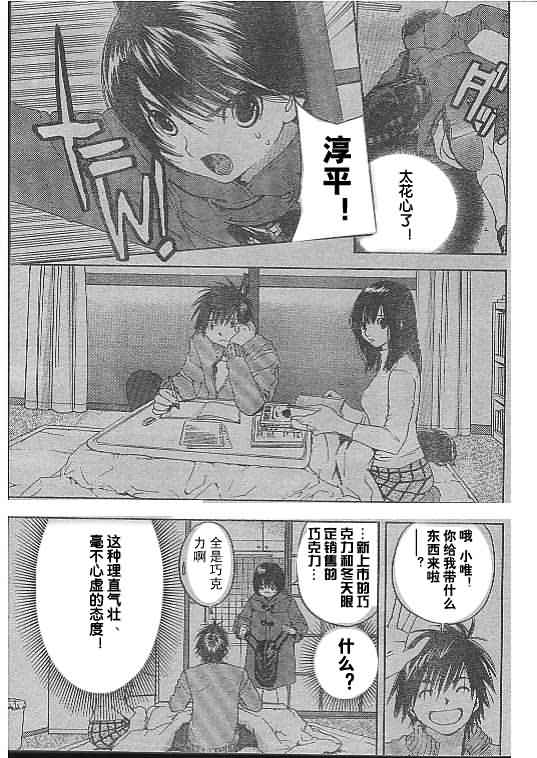 太花心了！
淳平！
哦 小唯！
你给我带什么
东西来啦
——？
…新上市的巧
克力和冬天眼
定销售的
巧克力…
什么？
全是巧克
力啊
这种理直气壮、
毫不心虚的态度！